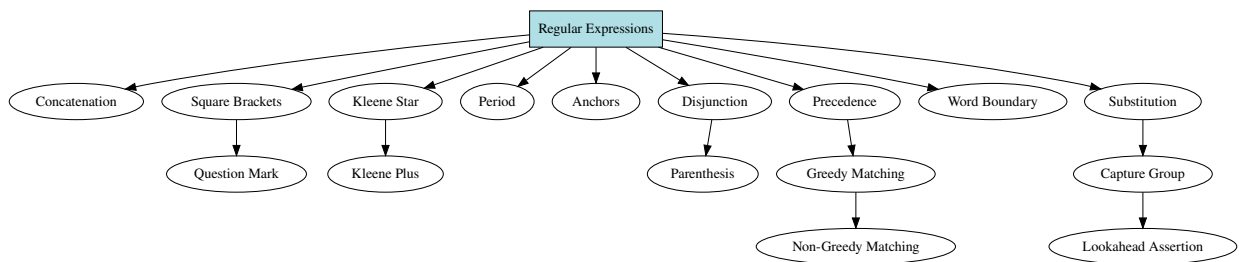 Regular Expressions
Concatenation
Square Brackets
Kleene Star
Period
Anchors
Disjunction
Precedence
Word Boundary
Substitution
Question Mark
Kleene Plus
Parenthesis
Greedy Matching
Capture Group
Non-Greedy Matching
Lookahead Assertion